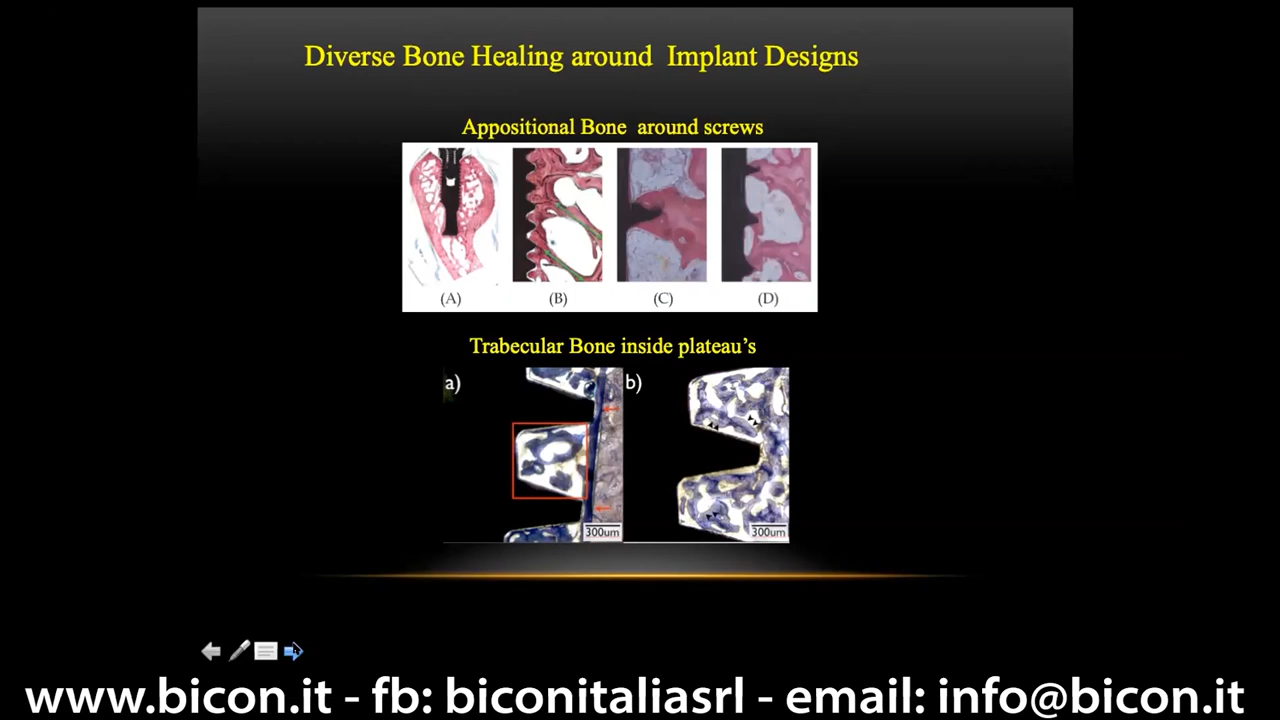 Diverse Bone Healing around Implant Designs
Appositional Bone around screws
(A) (B) (C) (D)
Trabecular Bone inside plateau's
a) b)
300um 300um
www.bicon.it - fb: biconitaliasrl - email: info@bicon.it